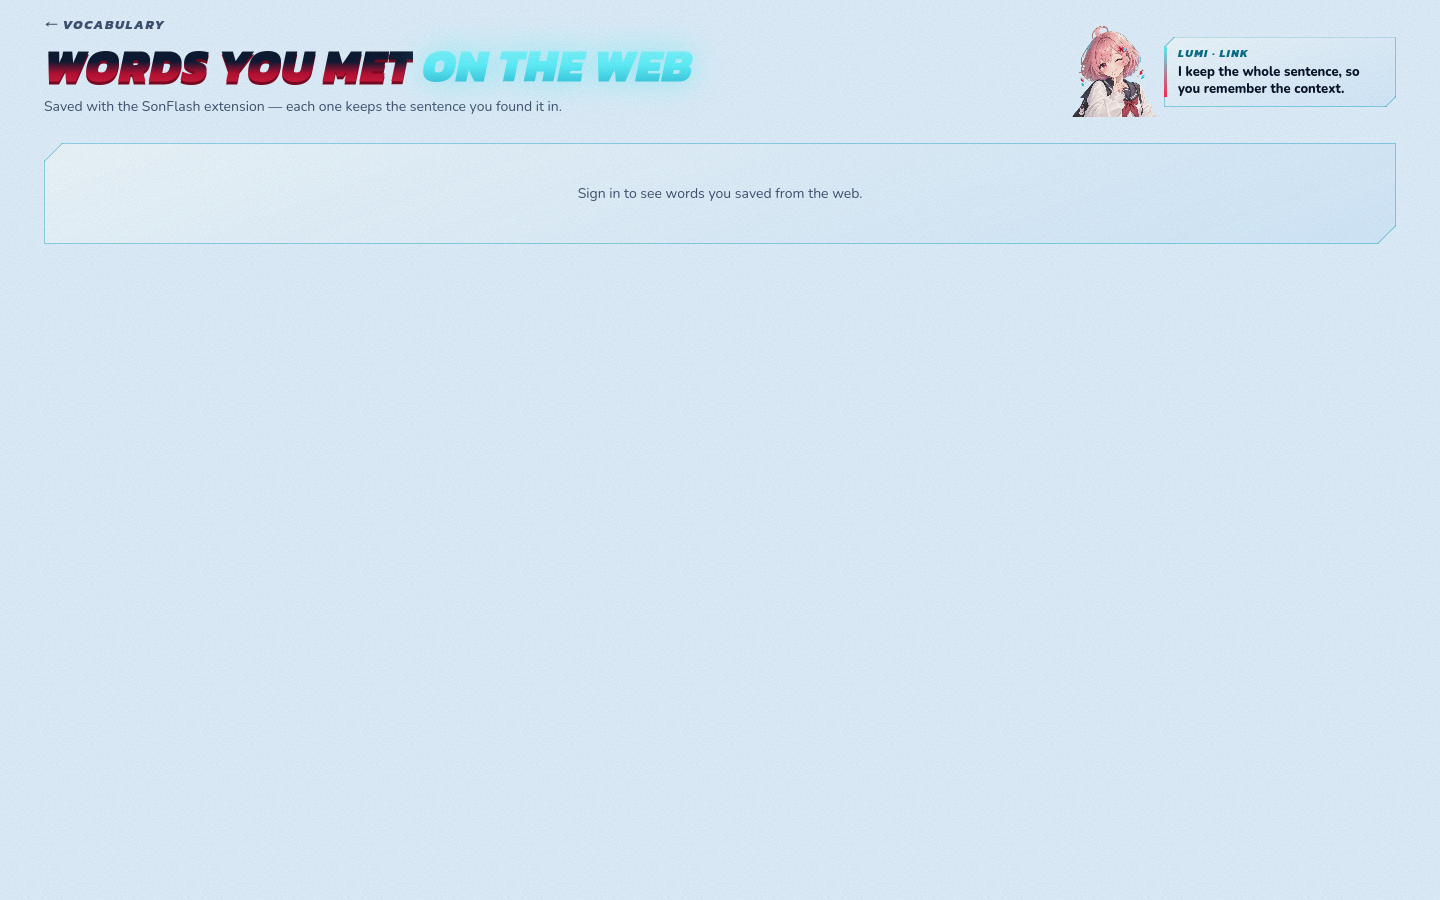 ← VOCABULARY
WORDS YOU MET ON THE WEB
Saved with the SonFlash extension — each one keeps the sentence you found it in.
LUMI · LINK
I keep the whole sentence, so
you remember the context.
Sign in to see words you saved from the web.